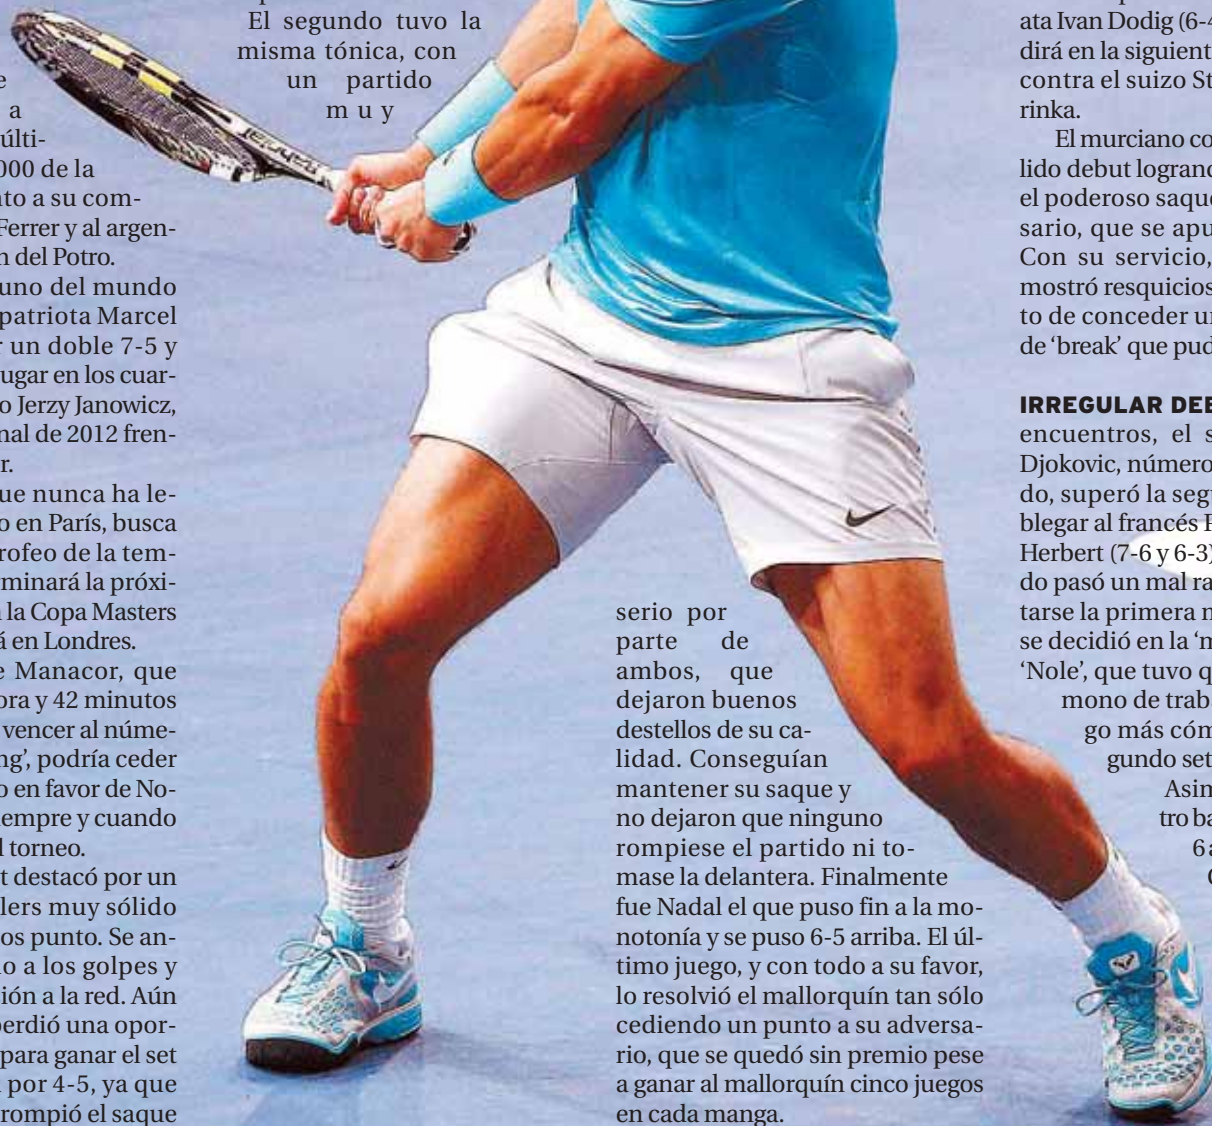 e
a
últi-
000 de la
nto a su com-
Ferrer y al argen-
n del Potro.
uno del mundo
patriota Marcel
r un doble 7-5 y
ugar en los cuar-
o Jerzy Janowicz,
nal de 2012 fren-
r.
ue nunca ha le-
o en París, busca
rofeo de la tem-
minará la próxi-
n la Copa Masters
á en Londres.
e Manacor, que
ora y 42 minutos
vencer al núme-
ng’, podría ceder
o en favor de No-
empre y cuando
l torneo.
t destacó por un
lers muy sólido
os punto. Se an-
o a los golpes y
ión a la red. Aún
perdió una opor-
para ganar el set
por 4-5, ya que
rompió el saque
El segundo tuvo la
misma tónica, con
un partido
muy
serio por
parte de
ambos, que
dejaron buenos
destellos de su ca-
lidad. Conseguían
mantener su saque y
no dejaron que ninguno
rompiese el partido ni to-
mase la delantera. Finalmente
fue Nadal el que puso fin a la mo-
notonía y se puso 6-5 arriba. El úl-
timo juego, y con todo a su favor,
lo resolvió el mallorquín tan sólo
cediendo un punto a su adversa-
rio, que se quedó sin premio pese
a ganar al mallorquín cinco juegos
en cada manga.
ata Ivan Dodig (6-4
dirá en la siguient
contra el suizo St
rinka.
El murciano co
lido debut logranc
el poderoso saque
sario, que se apu
Con su servicio,
mostró resquicios
to de conceder un
de ‘break’ que pud
IRREGULAR DEB
encuentros, el s
Djokovic, número
do, superó la segu
blegar al francés P
Herbert (7-6 y 6-3)
do pasó un mal ra
tarse la primera m
se decidió en la ‘m
‘Nole’, que tuvo q
mono de trab
go más cóm
gundo set
Asin
tro ba
6 a